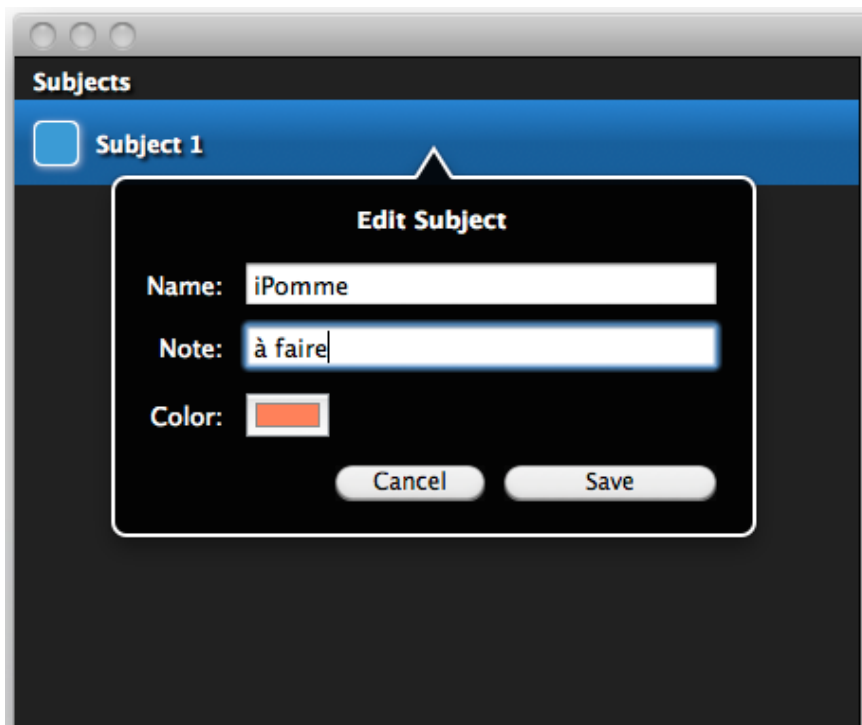 Subjects
Subject 1
Edit Subject
Name: iPomme
Note: à faire
Color:
Cancel Save